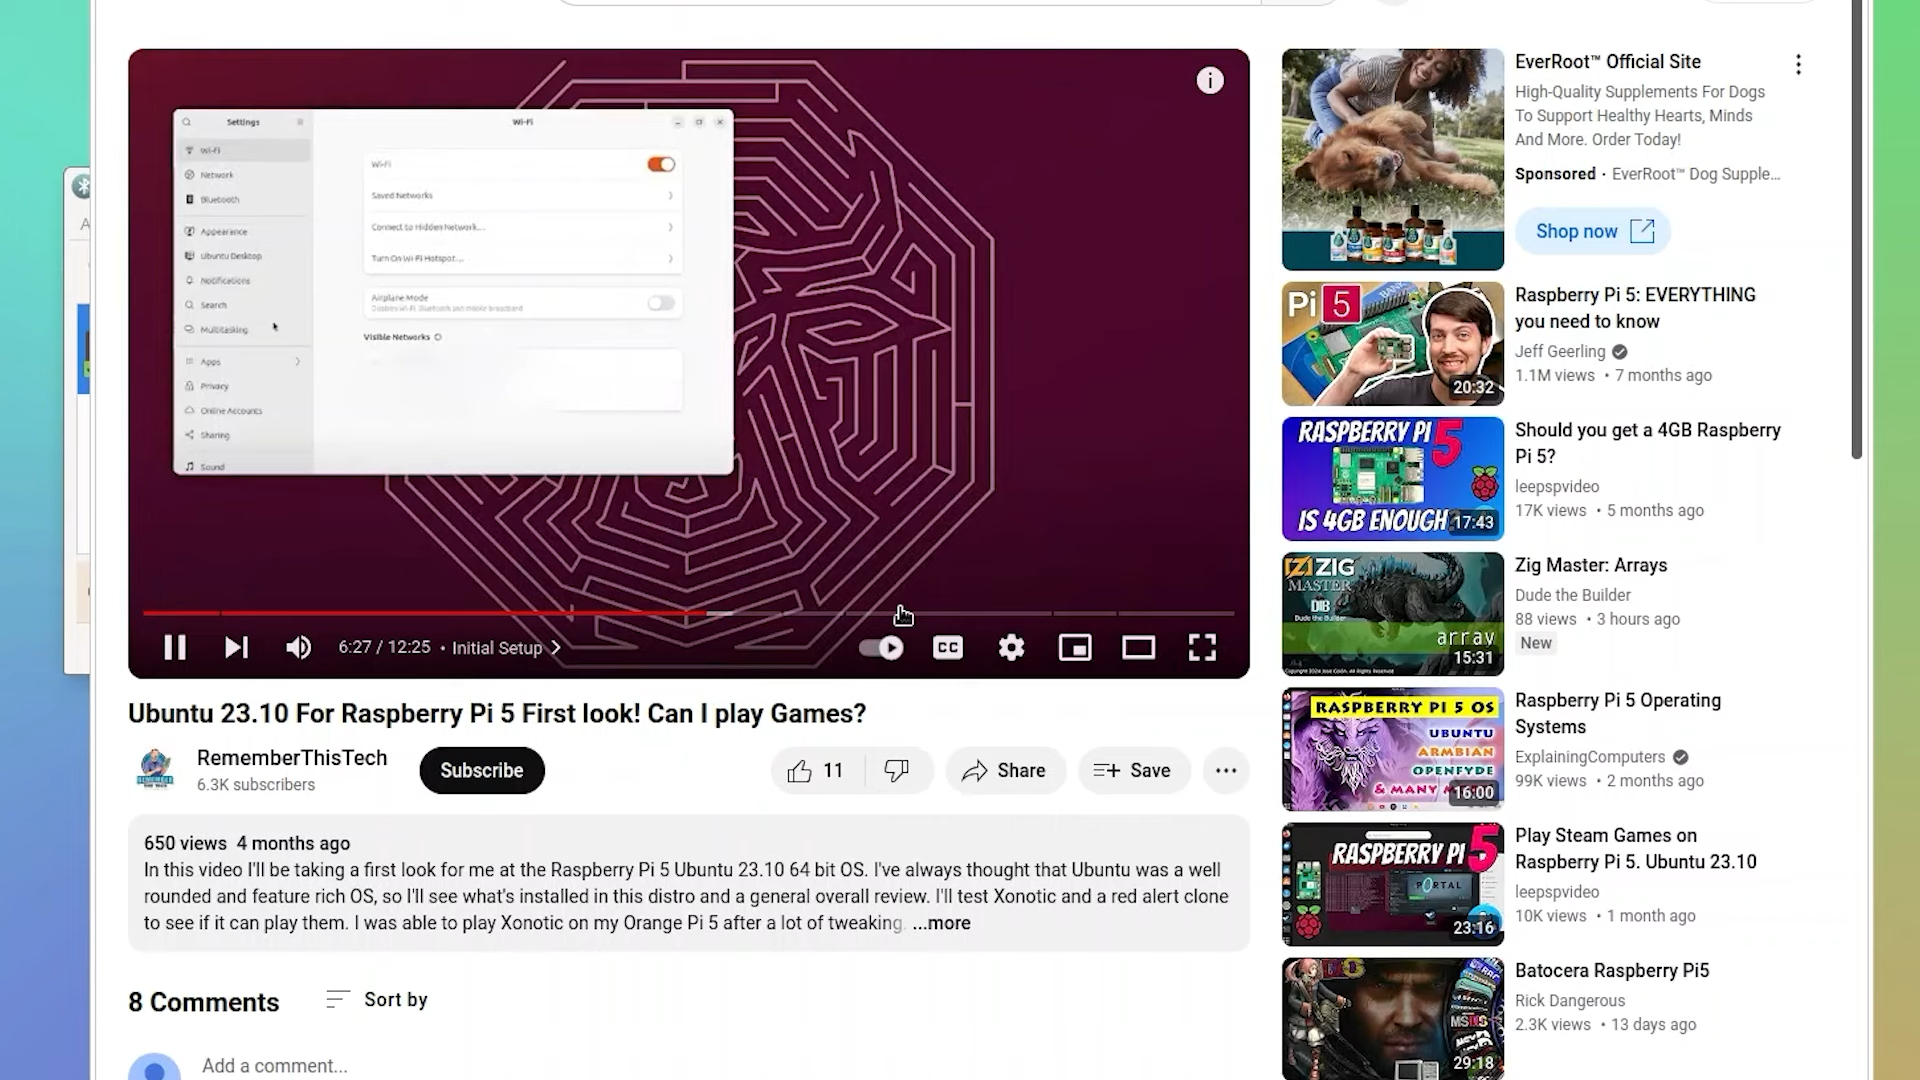 Settings
Wi-Fi
Wi-Fi
Network
Bluetooth
Appearance
Ubuntu Desktop
Notifications
Search
Multitasking
Apps
Privacy
Online Accounts
Sharing
Sound
Wi-Fi
Saved Networks
Connect to Hidden Network...
Turn On Wi-Fi Hotspot...
Airplane Mode
Disables Wi-Fi, Bluetooth and mobile broadband
Visible Networks
6:27 / 12:25 • Initial Setup
CC
Ubuntu 23.10 For Raspberry Pi 5 First look! Can I play Games?
RememberThisTech
6.3K subscribers
Subscribe
11
Share
Save
650 views 4 months ago
In this video I'll be taking a first look for me at the Raspberry Pi 5 Ubuntu 23.10 64 bit OS. I've always thought that Ubuntu was a well
rounded and feature rich OS, so I'll see what's installed in this distro and a general overall review. I'll test Xonotic and a red alert clone
to see if it can play them. I was able to play Xonotic on my Orange Pi 5 after a lot of tweaking. ...more
8 Comments
Sort by
Add a comment...
EverRoot™ Official Site
High-Quality Supplements For Dogs
To Support Healthy Hearts, Minds
And More. Order Today!
Sponsored · EverRoot™ Dog Supple...
Shop now
Pi 5
20:32
Raspberry Pi 5: EVERYTHING
you need to know
Jeff Geerling
1.1M views • 7 months ago
RASPBERRY PI 5
IS 4GB ENOUGH
17:43
Should you get a 4GB Raspberry
Pi 5?
leepspvideo
17K views • 5 months ago
ZIG
MASTER
DIB
Dude the Builder
array
15:31
Zig Master: Arrays
Dude the Builder
88 views • 3 hours ago
New
RASPBERRY PI 5 OS
UBUNTU
ARMBIAN
OPENFYDE
& MANY
16:00
Raspberry Pi 5 Operating
Systems
ExplainingComputers
99K views • 2 months ago
RASPBERRY PI 5
PORTAL
23:16
Play Steam Games on
Raspberry Pi 5. Ubuntu 23.10
leepspvideo
10K views • 1 month ago
29:18
Batocera Raspberry Pi5
Rick Dangerous
2.3K views • 13 days ago